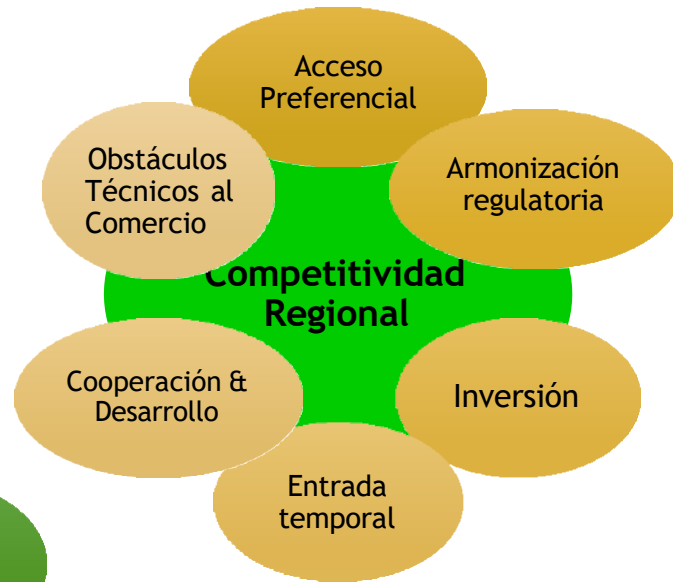 Acceso
Preferencial
Armonización
regulatoria
Inversión
Entrada
temporal
Cooperación &
Desarrollo
Obstáculos
Técnicos al
Comercio
Competitividad
Regional